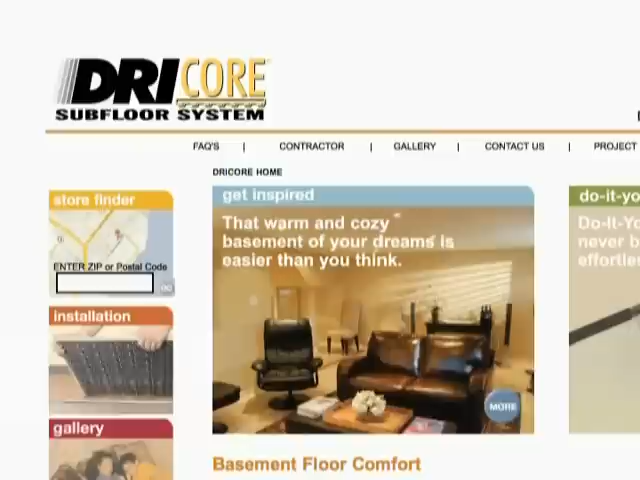 DRICORE
SUBFLOOR SYSTEM
FAQ'S | CONTRACTOR | GALLERY | CONTACT US | PROJECT
DRICORE HOME
store finder
ENTER ZIP or Postal Code
installation
gallery
get inspired
That warm and cozy
basement of your dreams is
easier than you think.
MORE
Basement Floor Comfort
do-it-yo
Do-It-Yo
never b
effortle